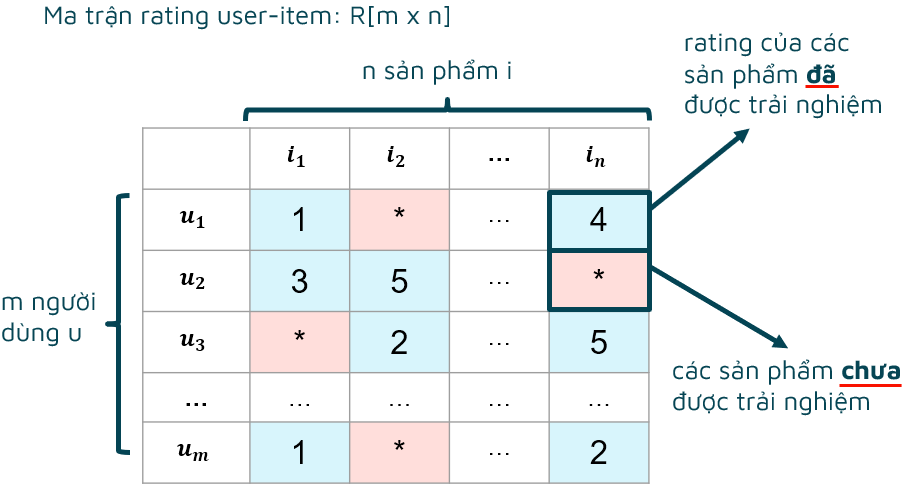 Ma trận rating user-item: R[m x n]
rating của các
sản phẩm đã
được trải nghiệm
n sản phẩm i
i₁ i₂ ... iₙ
u₁ 1 * ... 4
u₂ 3 5 ... *
m người
dùng u
u₃ * 2 ... 5
các sản phẩm chưa
được trải nghiệm
... ... ... ... ...
uₘ 1 * ... 2